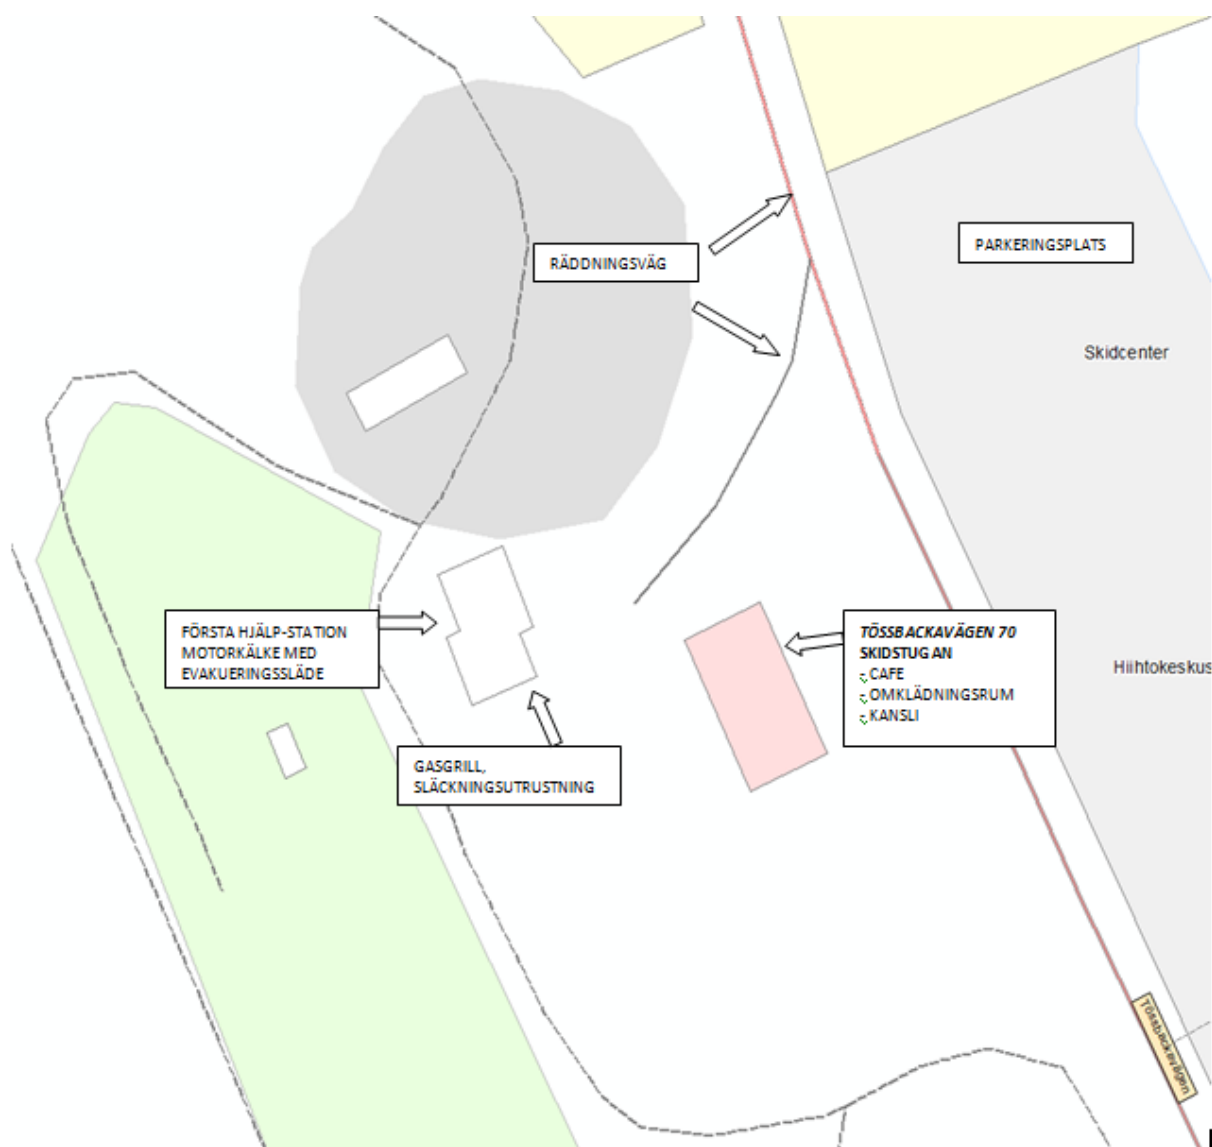 RÄDDNINGSVÄG
PARKERINGSPLATS
Skidcenter
FÖRSTA HJÄLP-STATION
MOTORKÄLKE MED
EVAKUERINGSSLÄDE
TÖSSBACKAVÄGEN 70
SKIDSTUGAN
- CAFE
- OMKLÄDNINGSRUM
- KANSLI
Hiihtokeskus
GASGRILL,
SLÄCKNINGSUTRUSTNING
Tössbackavägen